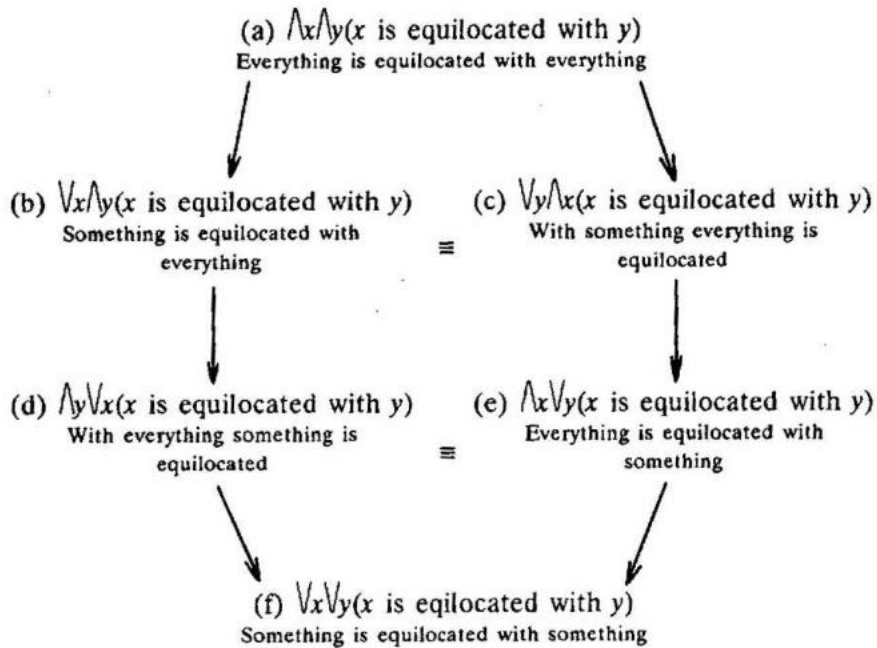 (a) ⋀x⋀y(x is equilocated with y)
Everything is equilocated with everything
(b) ⋁x⋀y(x is equilocated with y)
Something is equilocated with
everything
≡
(c) ⋁y⋀x(x is equilocated with y)
With something everything is
equilocated
(d) ⋀y⋁x(x is equilocated with y)
With everything something is
equilocated
≡
(e) ⋀x⋁y(x is equilocated with y)
Everything is equilocated with
something
(f) ⋁x⋁y(x is eqilocated with y)
Something is equilocated with something